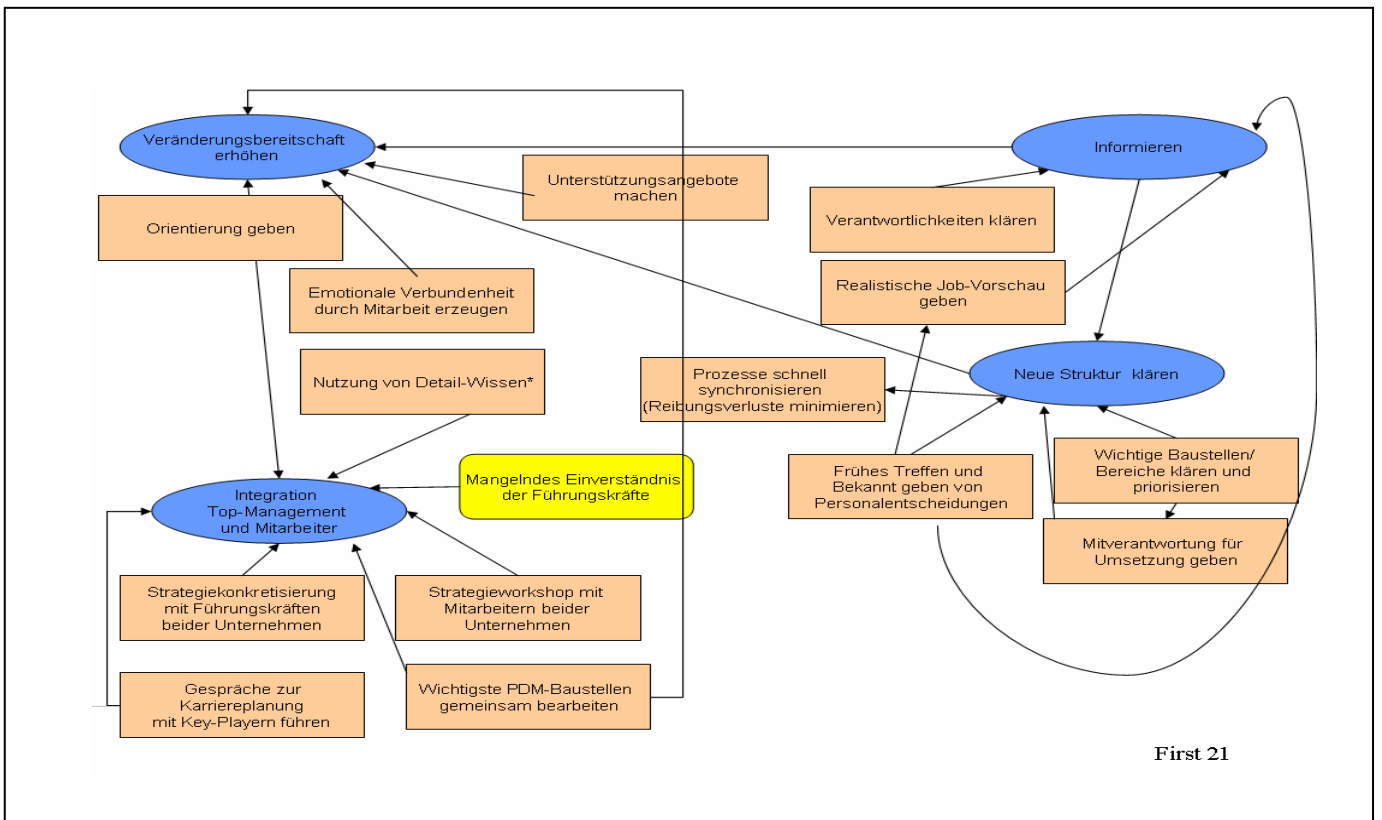 Veränderungsbereitschaft
erhöhen
Informieren
Unterstützungsangebote
machen
Orientierung geben
Verantwortlichkeiten klären
Emotionale Verbundenheit
durch Mitarbeit erzeugen
Realistische Job-Vorschau
geben
Nutzung von Detail-Wissen*
Prozesse schnell
synchronisieren
(Reibungsverluste minimieren)
Neue Struktur klären
Mangelndes Einverständnis
der Führungskräfte
Frühes Treffen und
Bekannt geben von
Personalentscheidungen
Wichtige Baustellen/
Bereiche klären und
priorisieren
Integration
Top-Management
und Mitarbeiter
Mitverantwortung für
Umsetzung geben
Strategiekonkretisierung
mit Führungskräften
beider Unternehmen
Strategieworkshop mit
Mitarbeitern beider
Unternehmen
Gespräche zur
Karriereplanung
mit Key-Playern führen
Wichtigste PDM-Baustellen
gemeinsam bearbeiten
First 21